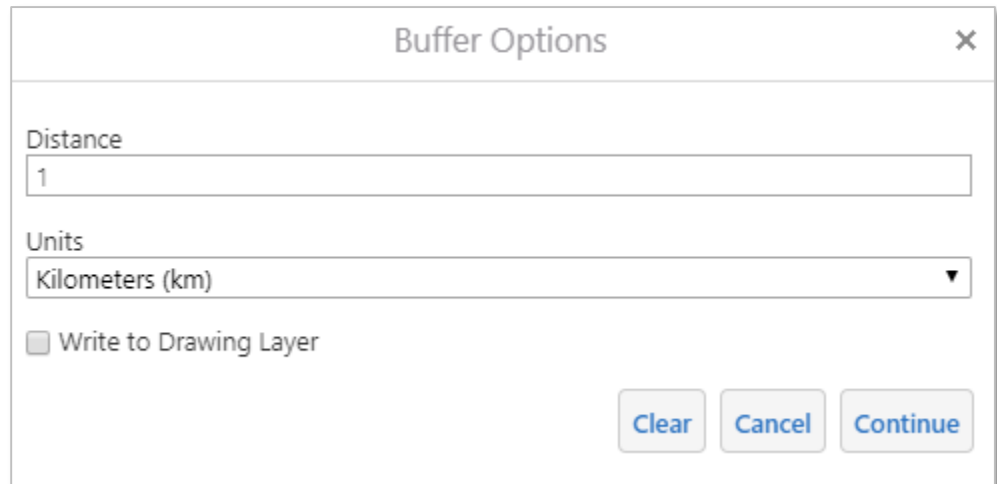 Buffer Options
Distance
1
Units
Kilometers (km)
Write to Drawing Layer
Clear Cancel Continue